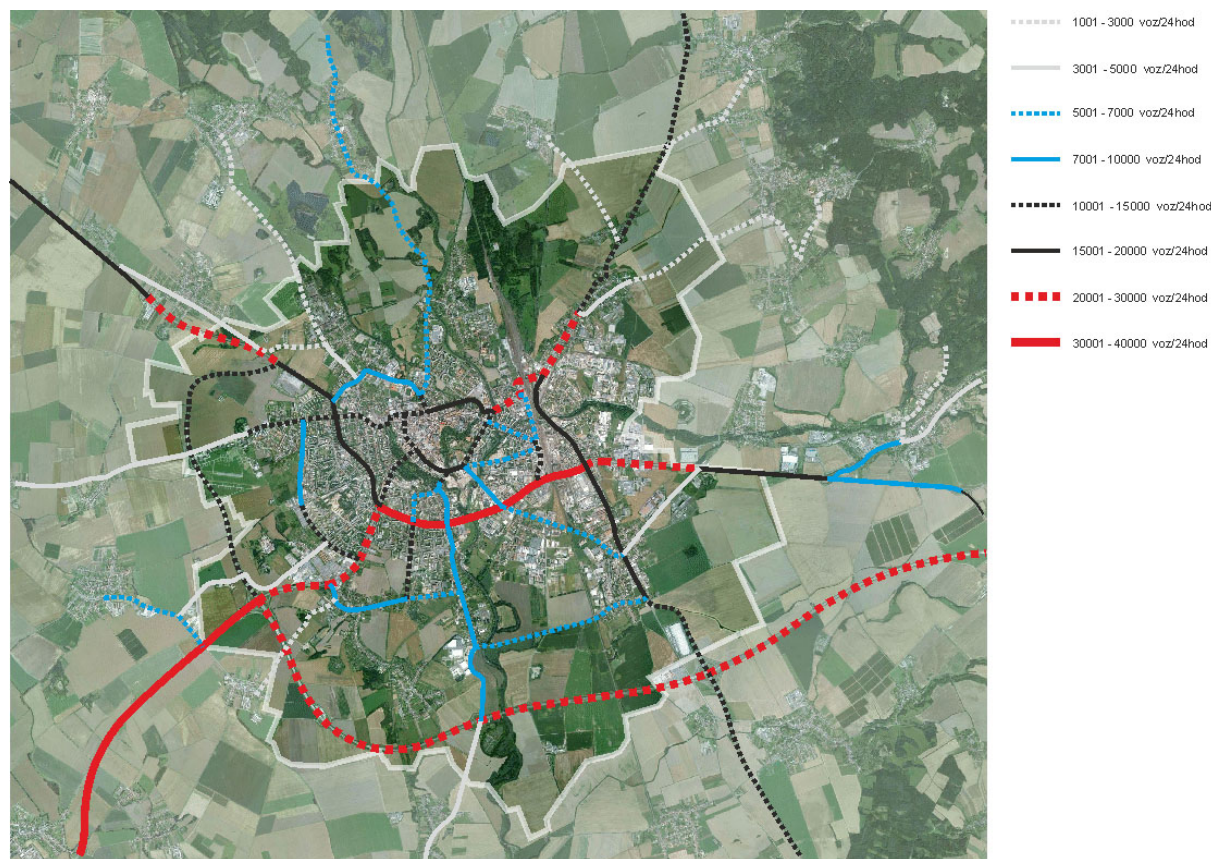 1001 - 3000 voz/24hod
3001 - 5000 voz/24hod
5001 - 7000 voz/24hod
7001 - 10000 voz/24hod
10001 - 15000 voz/24hod
15001 - 20000 voz/24hod
20001 - 30000 voz/24hod
30001 - 40000 voz/24hod